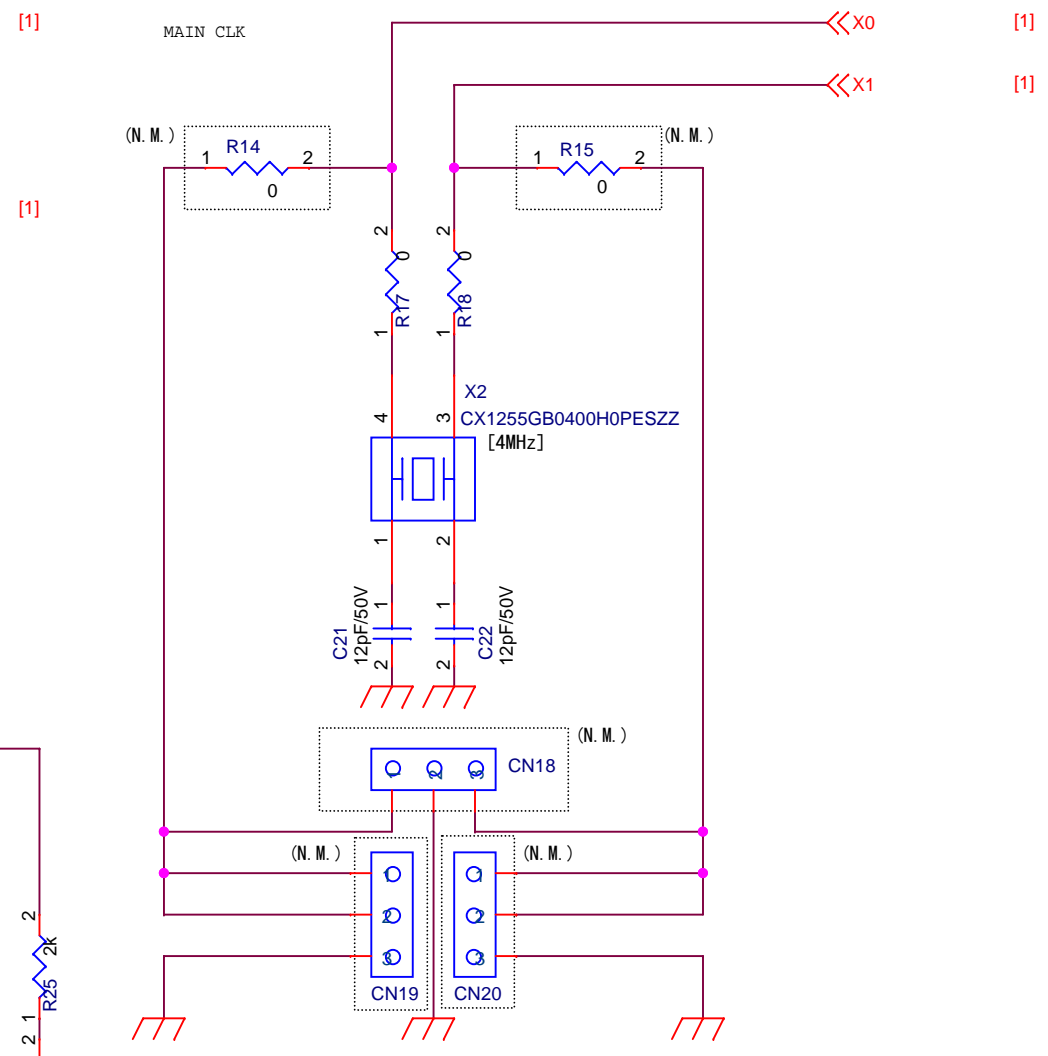 [1]
MAIN CLK
X0
[1]
X1
[1]
(N.M.)
R14
1
2
0
R15
1
2
0
(N.M.)
[1]
2
0
R17
1
2
0
R18
1
X2
CX1255GB0400H0PESZZ
[4MHz]
4
3
1
2
1
C21
12pF/50V
2
1
C22
12pF/50V
2
(N.M.)
1
2
3
CN18
(N.M.)
1
2
3
CN19
(N.M.)
1
2
3
CN20
2
2k
R25
1
2